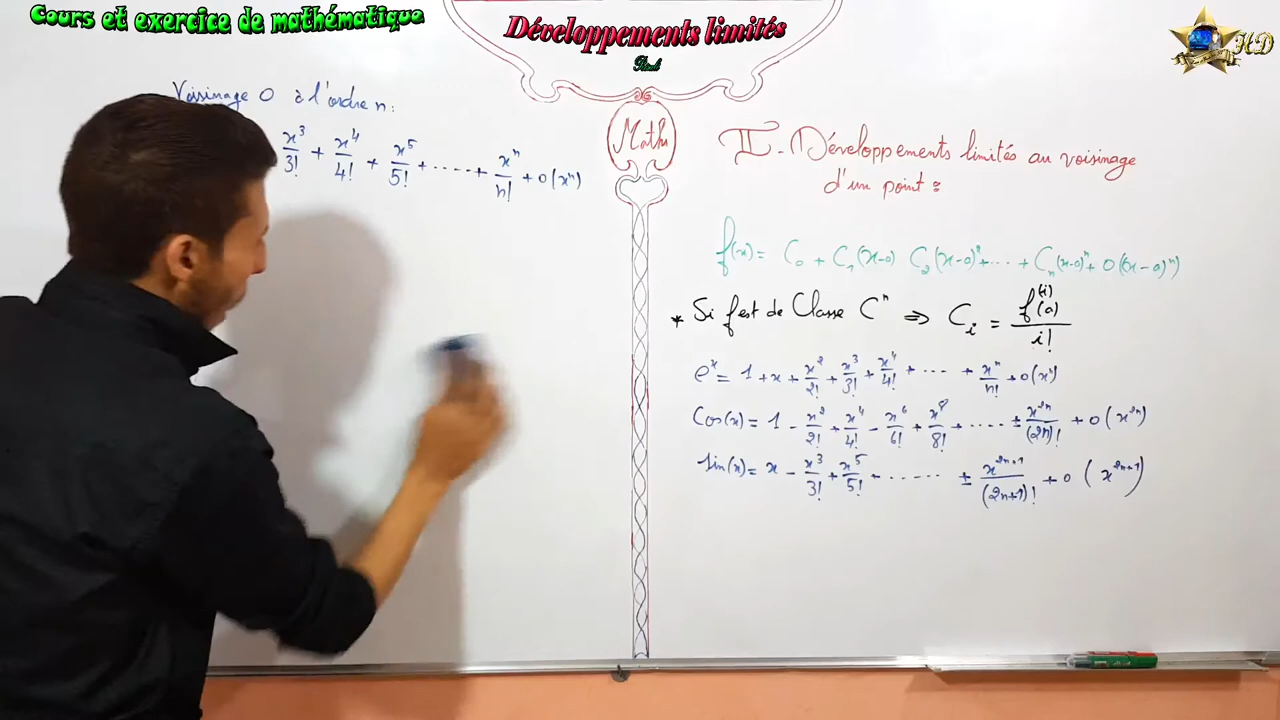 Cours et exercice de mathématique
Développements limités
HD
Voisinage 0 à l'ordre n:
x³/3! + x⁴/4! + x⁵/5! + ..... + xⁿ/n! + o(xⁿ)
Maths
II - Développements limités au voisinage
d'un point :
f(x) = C₀ + C₁(x-a) C₂(x-a)² + ... + Cₙ(x-a)ⁿ + o((x-a)ⁿ)
* Si f est de Classe Cⁿ ⇒ Cᵢ = f⁽ⁱ⁾(a)/i!
eˣ = 1 + x + x²/2! + x³/3! + x⁴/4! + .... + xⁿ/n! + o(xⁿ)
Cos(x) = 1 - x²/2! + x⁴/4! - x⁶/6! + x⁸/8! + .... ± x²ⁿ/(2n)! + o(x²ⁿ)
sin(x) = x - x³/3! + x⁵/5! - ...... ± x²ⁿ⁺¹/(2n+1)! + o(x²ⁿ⁺¹)